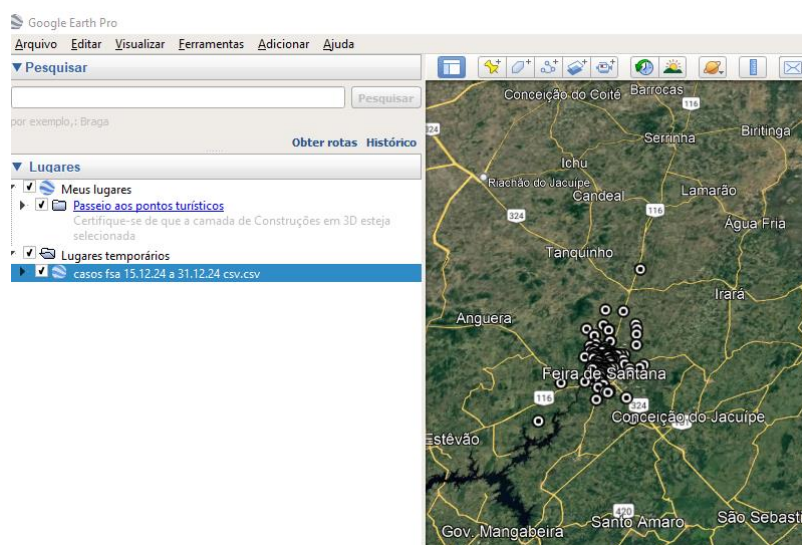 Google Earth Pro
Arquivo Editar Visualizar Ferramentas Adicionar Ajuda
Pesquisar
Pesquisar
por exemplo,: Braga
Obter rotas Histórico
Lugares
Meus lugares
Passeio aos pontos turísticos
Certifique-se de que a camada de Construções em 3D esteja
selecionada
Lugares temporários
casos fsa 15.12.24 a 31.12.24 csv.csv
Conceição do Coité Barrocas
116
324
Serrinha
Biritinga
Ichu
Riachão do Jacuípe
Candeal
Lamarão
324
116
Água Fria
Tanquinho
Irará
Anguera
Feira de Santana
116
324
Conceição do Jacuípe
Estêvão
420
Gov. Mangabeira
Santo Amaro
São Sebasti